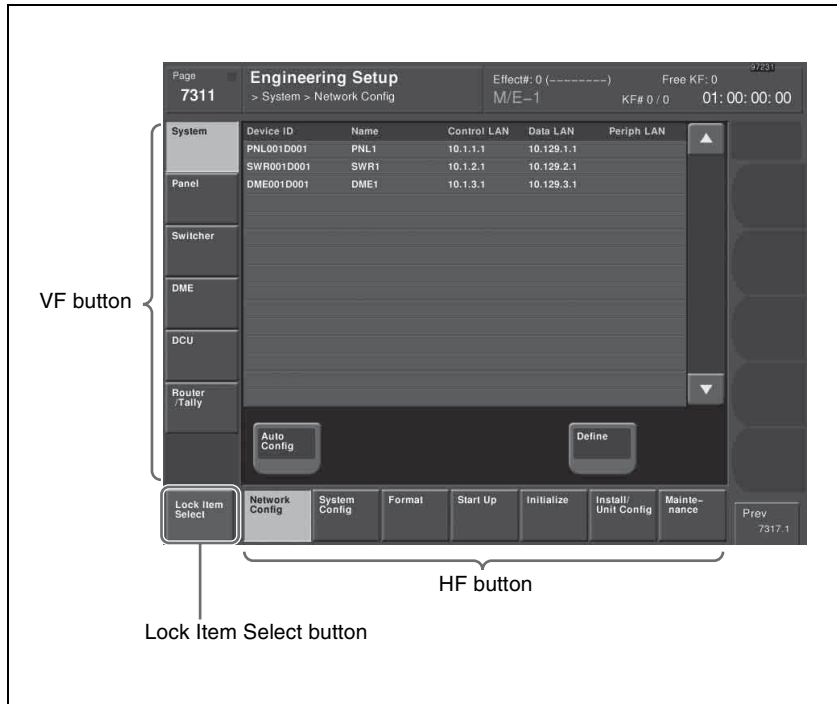 Page
7311
Engineering Setup
> System > Network Config
Effect#: 0 (--------)
Free KF: 0
M/E–1
KF# 0 / 0
01: 00: 00: 00
System
Panel
Switcher
DME
DCU
Router
/Tally
Device ID Name Control LAN Data LAN Periph LAN
PNL001D001 PNL1 10.1.1.1 10.129.1.1
SWR001D001 SWR1 10.1.2.1 10.129.2.1
DME001D001 DME1 10.1.3.1 10.129.3.1
VF button
Auto
Config
Define
Lock Item
Select
Network
Config
System
Config
Format
Start Up
Initialize
Install/
Unit Config
Mainte–
nance
Prev
7317.1
HF button
Lock Item Select button